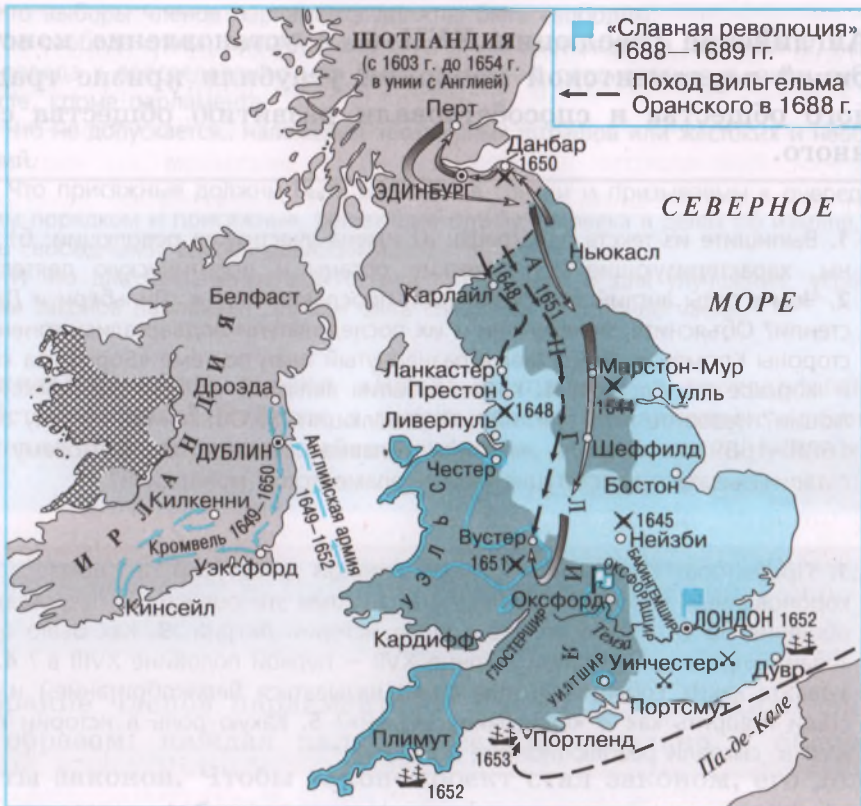 «Славная революция»
1688—1689 гг.
Поход Вильгельма
Оранского в 1688 г.
ШОТЛАНДИЯ
(с 1603 г. до 1654 г.
в унии с Англией)
Перт
Данбар
1650
ЭДИНБУРГ
СЕВЕРНОЕ
МОРЕ
Ньюкасл
Карлайл
1648
1651
АНГЛИЯ
Белфаст
Ланкастер
Престон
1648
Ливерпуль
Марстон-Мур
1644
Гулль
Дроэда
ДУБЛИН
ИРЛАНДИЯ
Английская армия
1649–1652
Шеффилд
Честер
Бостон
Килкенни
Кромвель 1649–1650
УЭЛЬС
1645
Нейзби
Вустер
1651
Уэксфорд
БАКИНГЕМШИР
ОКСФОРДШИР
Оксфорд
Кинсейл
ЛОНДОН 1652
Кардифф
ГЛОСТЕРШИР
Темза
УИЛТШИР
Уинчестер
Дувр
Портсмут
Плимут
1652
Портленд
1653
Па-де-Кале
1. 
2.